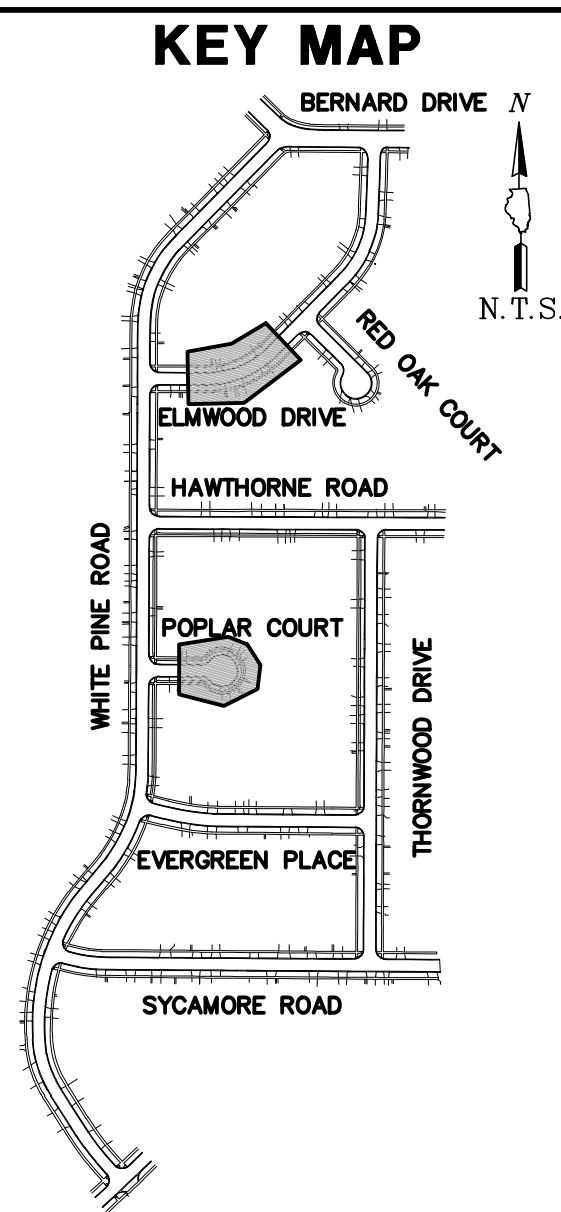 KEY MAP
BERNARD DRIVE
N
N.T.S.
RED OAK COURT
ELMWOOD DRIVE
HAWTHORNE ROAD
WHITE PINE ROAD
POPLAR COURT
THORNWOOD DRIVE
EVERGREEN PLACE
SYCAMORE ROAD